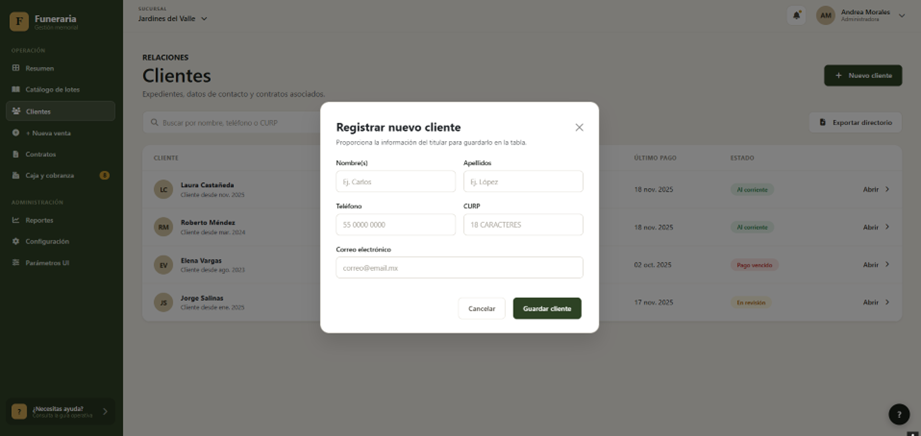 F
Funeraria
Gestión memorial
OPERACIÓN
Resumen
Catálogo de lotes
Clientes
+ Nueva venta
Contratos
Caja y cobranza
ADMINISTRACIÓN
Reportes
Configuración
Parámetros UI
?
¿Necesitas ayuda?
Consulta la guía operativa
SUCURSAL
Jardines del Valle
AM
Andrea Morales
Administradora
RELACIONES
Clientes
Expedientes, datos de contacto y contratos asociados.
+ Nuevo cliente
Buscar por nombre, teléfono o CURP
Exportar directorio
CLIENTE
ÚLTIMO PAGO
ESTADO
LC
Laura Castañeda
Cliente desde nov. 2025
18 nov. 2025
Al corriente
Abrir
RM
Roberto Méndez
Cliente desde mar. 2024
18 nov. 2025
Al corriente
Abrir
EV
Elena Vargas
Cliente desde ago. 2023
02 oct. 2025
Pago vencido
Abrir
JS
Jorge Salinas
Cliente desde ene. 2025
17 nov. 2025
En revisión
Abrir
Registrar nuevo cliente
Proporciona la información del titular para guardarlo en la tabla.
Nombre(s)
Apellidos
Ej. Carlos
Ej. López
Teléfono
CURP
55 0000 0000
18 CARACTERES
Correo electrónico
correo@email.mx
Cancelar
Guardar cliente
?